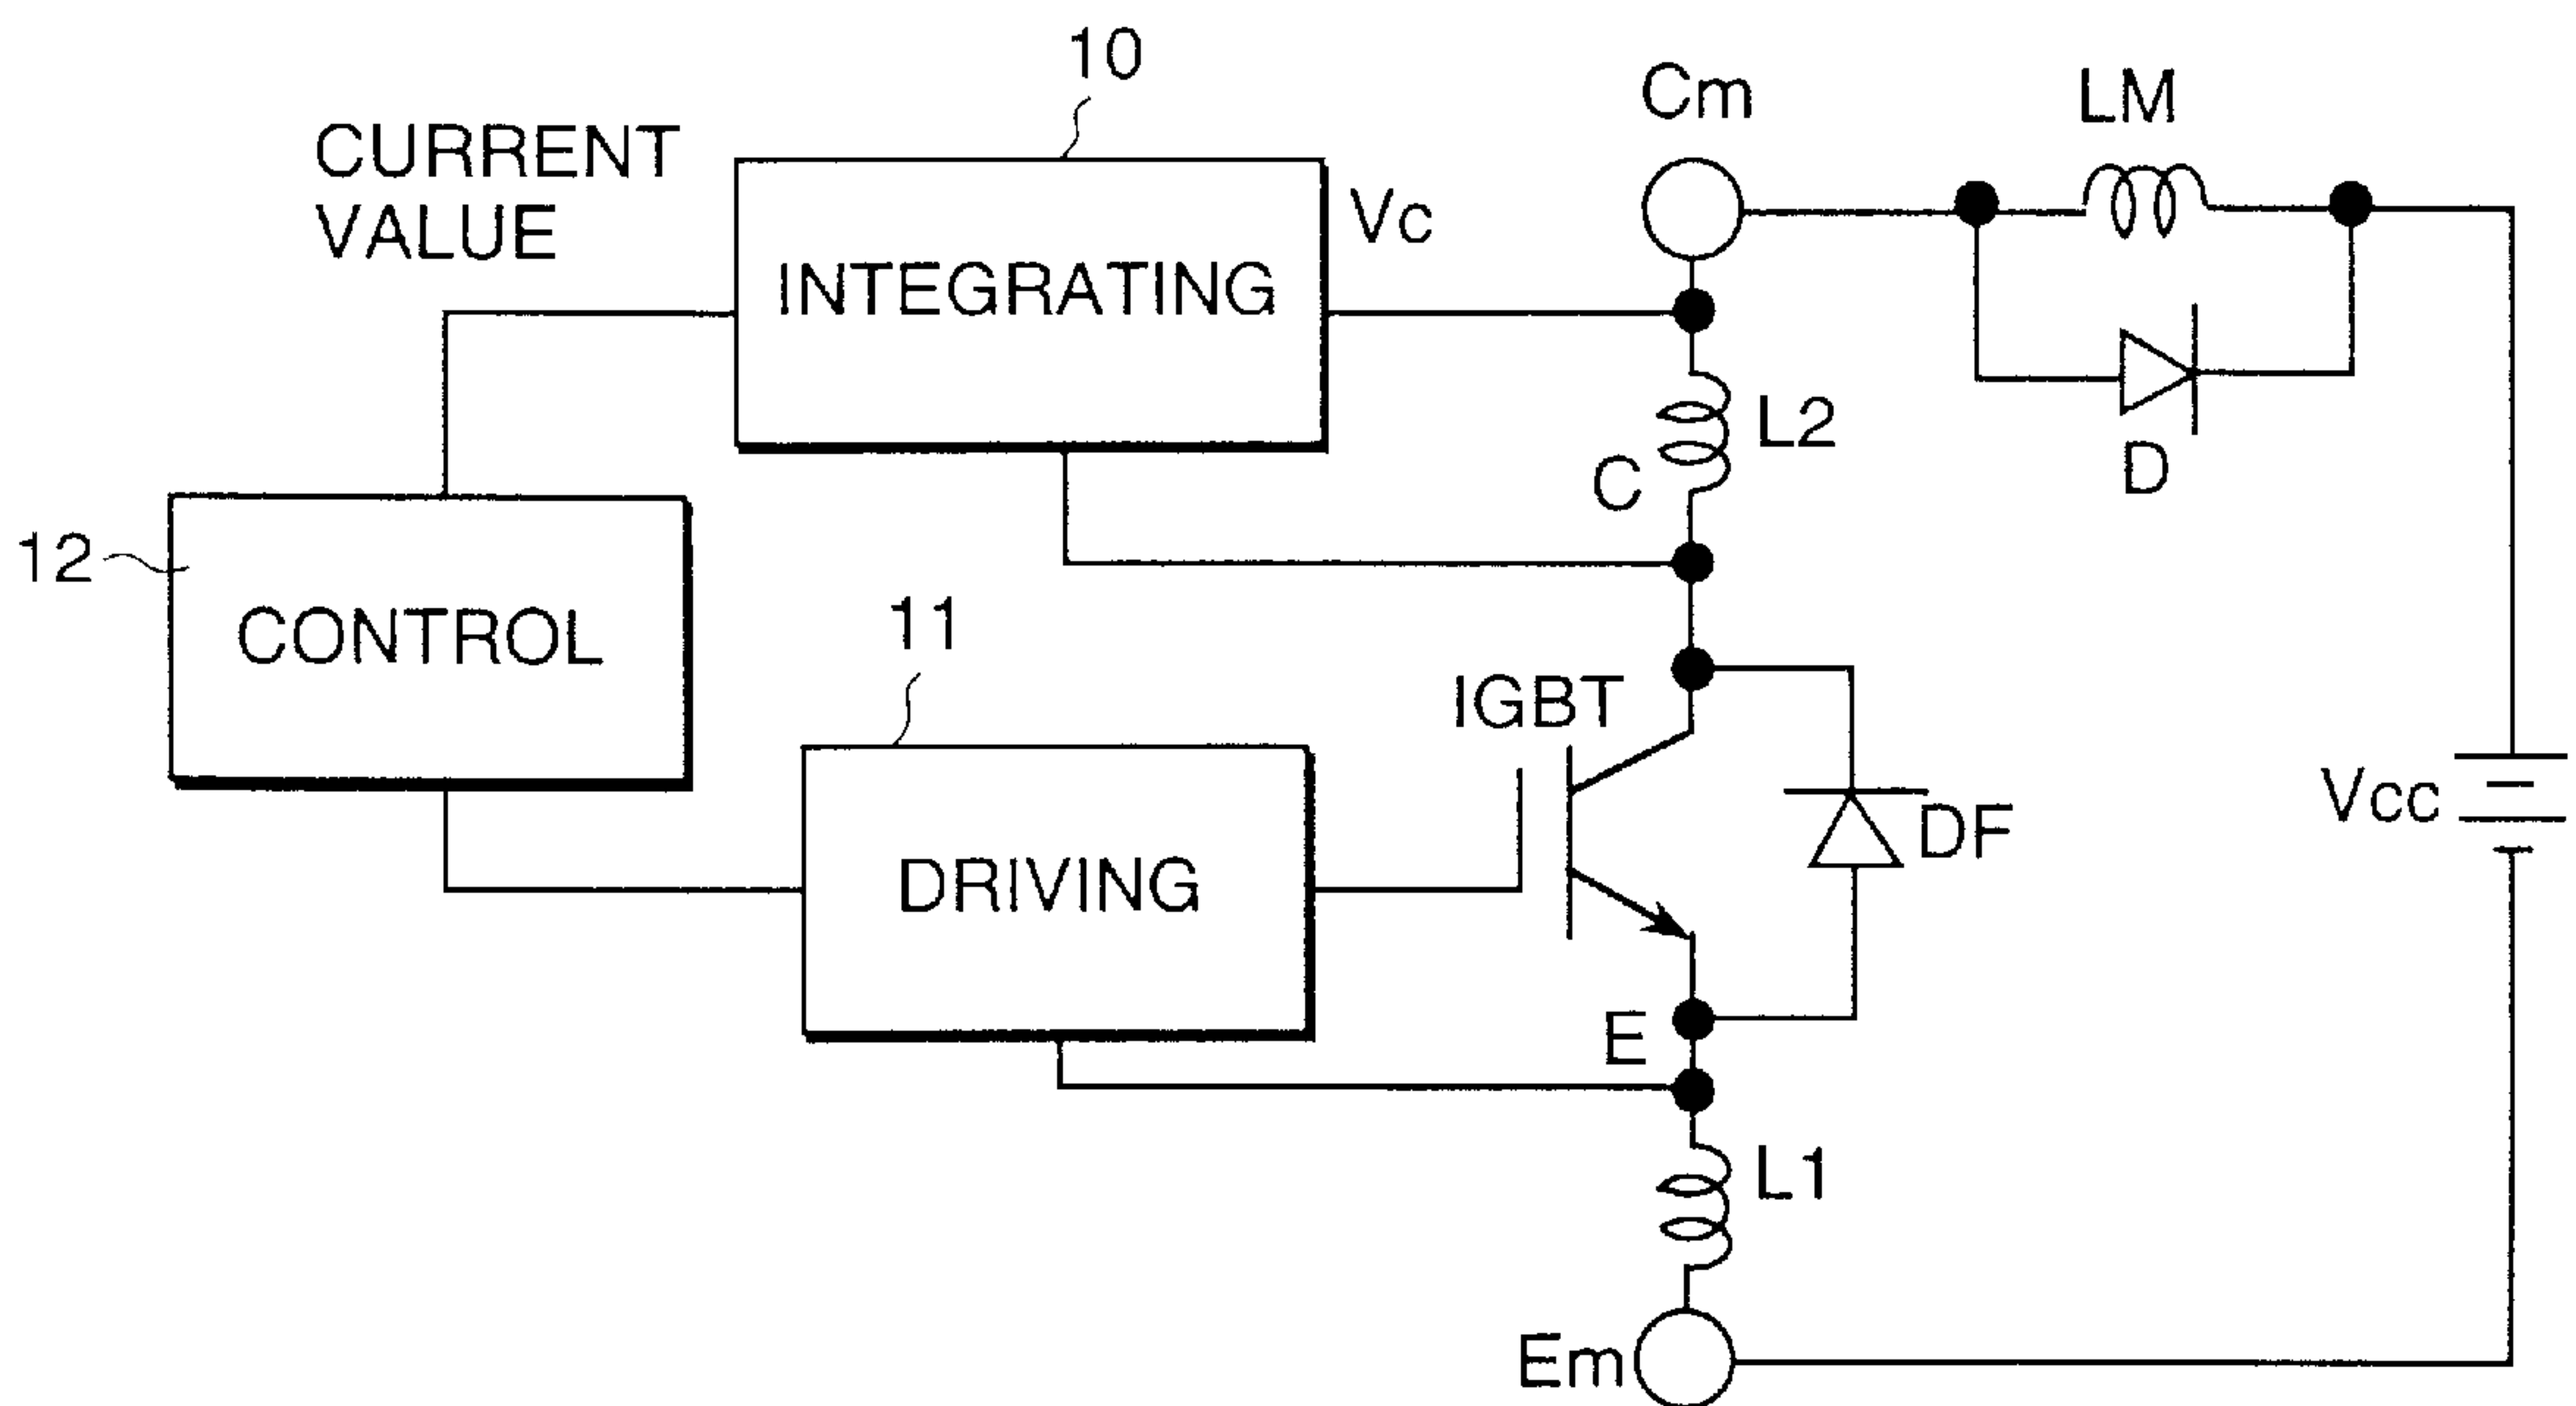 10
Cm
LM
CURRENT
VALUE
Vc
INTEGRATING
L2
C
D
12
CONTROL
11
IGBT
DRIVING
DF
Vcc
E
L1
Em